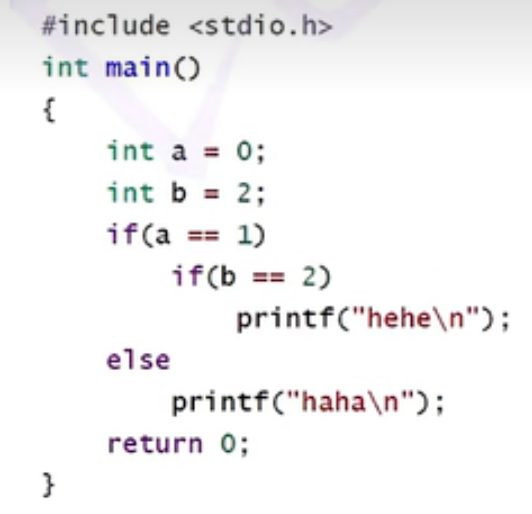 #include <stdio.h>
int main()
{
    int a = 0;
    int b = 2;
    if(a == 1)
        if(b == 2)
            printf("hehe\n");
    else
        printf("haha\n");
    return 0;
}